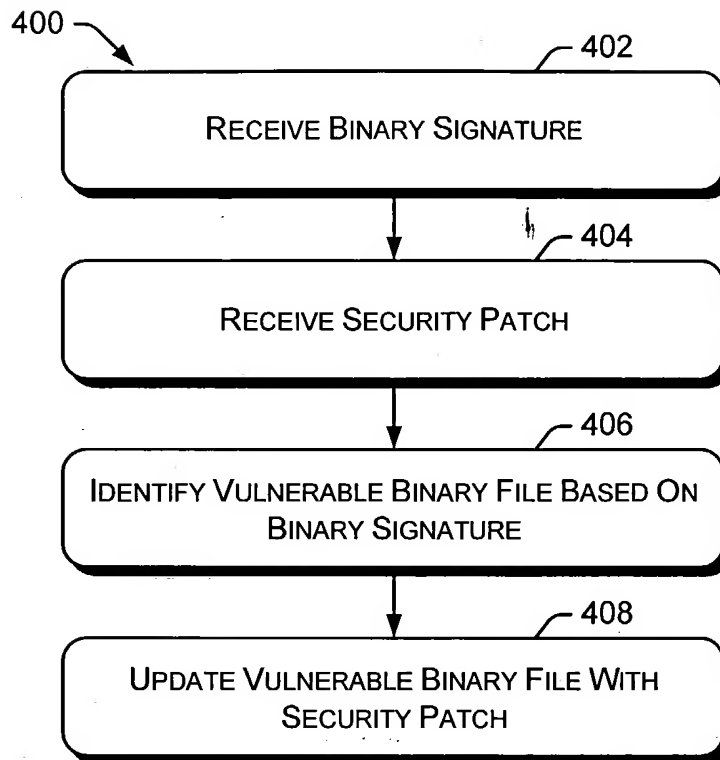 400
402
RECEIVE BINARY SIGNATURE
404
RECEIVE SECURITY PATCH
406
IDENTIFY VULNERABLE BINARY FILE BASED ON
BINARY SIGNATURE
408
UPDATE VULNERABLE BINARY FILE WITH
SECURITY PATCH